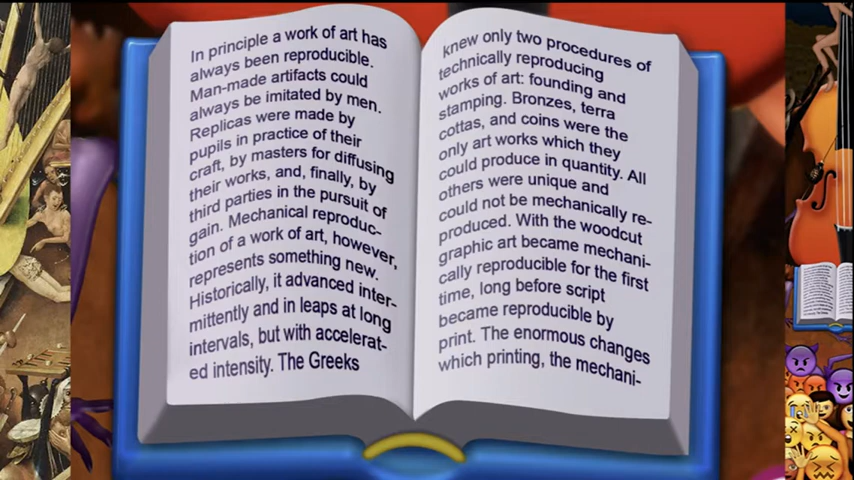 In principle a work of art has
always been reproducible.
Man-made artifacts could
always be imitated by men.
Replicas were made by
pupils in practice of their
craft, by masters for diffusing
their works, and, finally, by
third parties in the pursuit of
gain. Mechanical reproduc-
tion of a work of art, however,
represents something new.
Historically, it advanced inter-
mittently and in leaps at long
intervals, but with accelerat-
ed intensity. The Greeks
knew only two procedures of
technically reproducing
works of art: founding and
stamping. Bronzes, terra
cottas, and coins were the
only art works which they
could produce in quantity. All
others were unique and
could not be mechanically re-
produced. With the woodcut
graphic art became mechani-
cally reproducible for the first
time, long before script
became reproducible by
print. The enormous changes
which printing, the mechani-